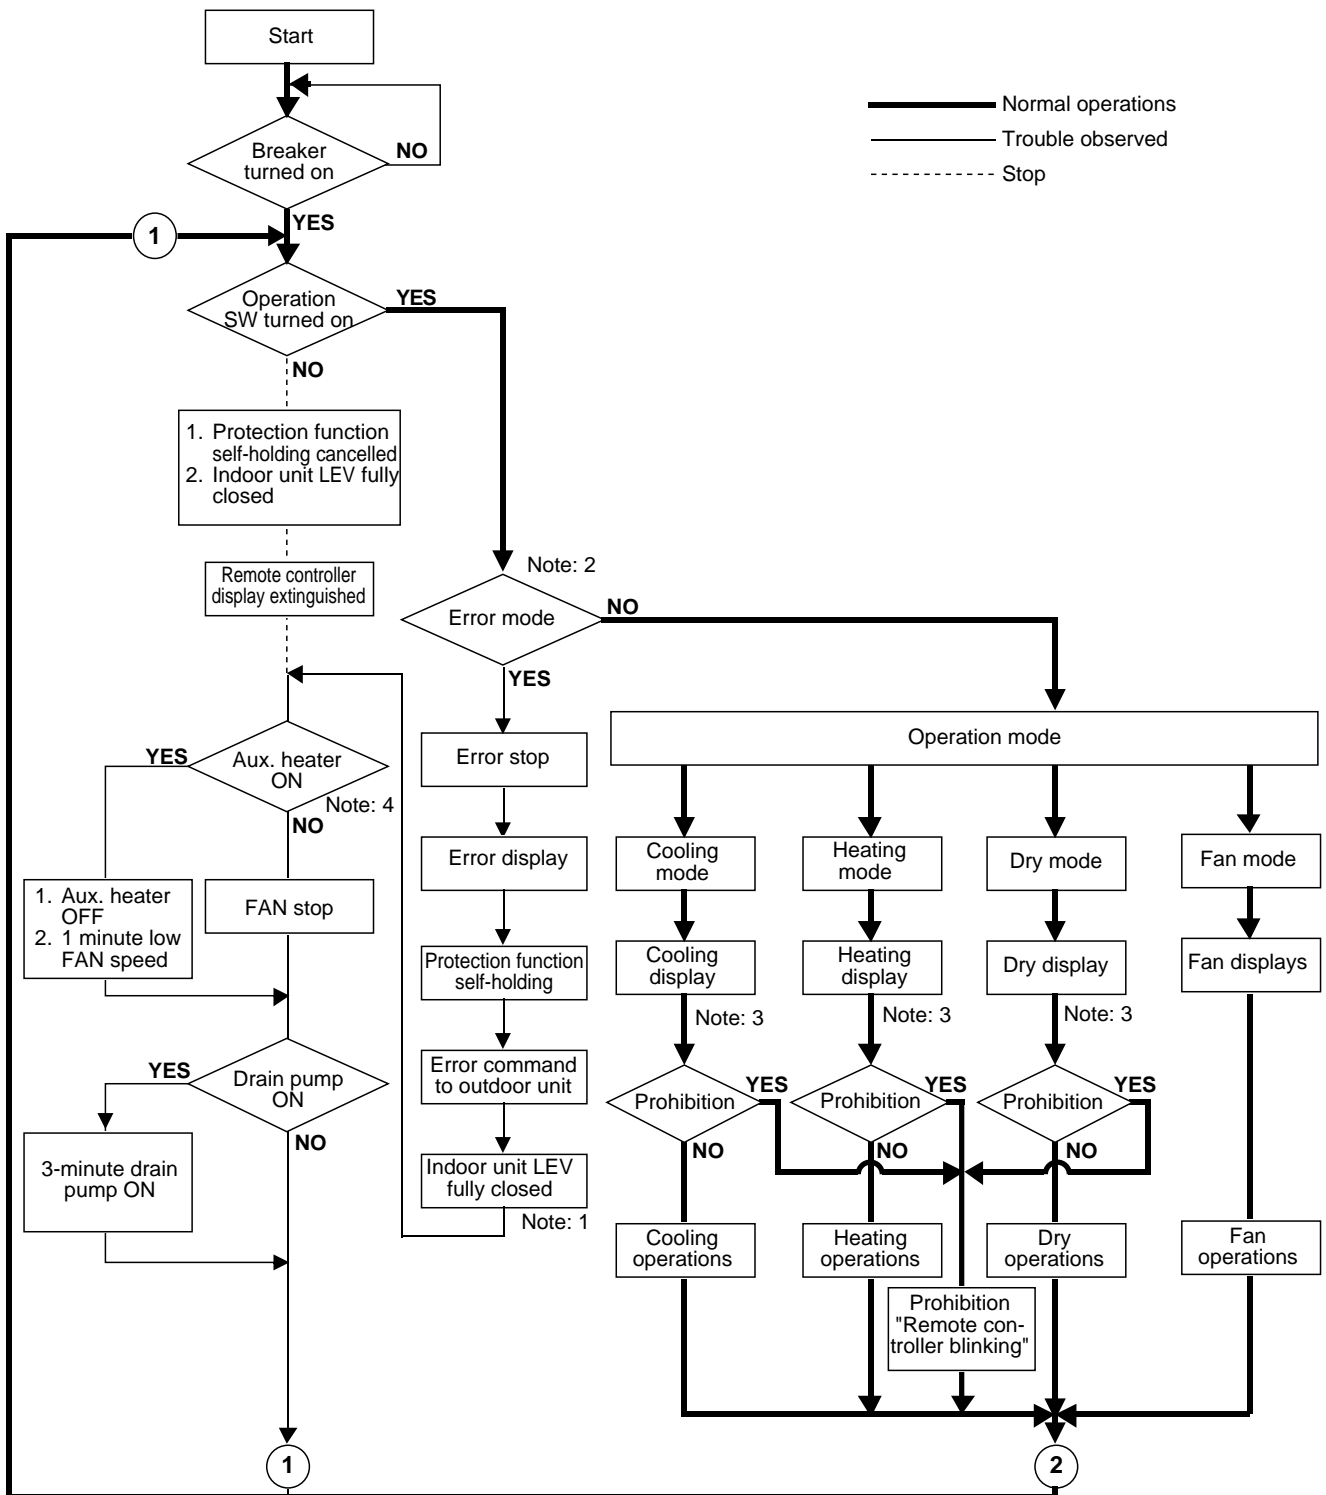 Start
Normal operations
Trouble observed
Stop
Breaker
turned on
NO
YES
1
Operation
SW turned on
YES
NO
1. Protection function
self-holding cancelled
2. Indoor unit LEV fully
closed
Remote controller
display extinguished
Note: 2
Error mode
NO
YES
Aux. heater
ON
YES
Note: 4
NO
Error stop
Operation mode
Error display
Cooling
mode
Heating
mode
Dry mode
Fan mode
1. Aux. heater
OFF
2. 1 minute low
FAN speed
FAN stop
Protection function
self-holding
Cooling
display
Heating
display
Dry display
Fan displays
Note: 3
Note: 3
Note: 3
Drain pump
ON
YES
NO
Error command
to outdoor unit
Prohibition
YES
NO
Prohibition
YES
NO
Prohibition
YES
NO
3-minute drain
pump ON
Indoor unit LEV
fully closed
Note: 1
Cooling
operations
Heating
operations
Dry
operations
Fan
operations
Prohibition
"Remote con-
troller blinking"
1
2